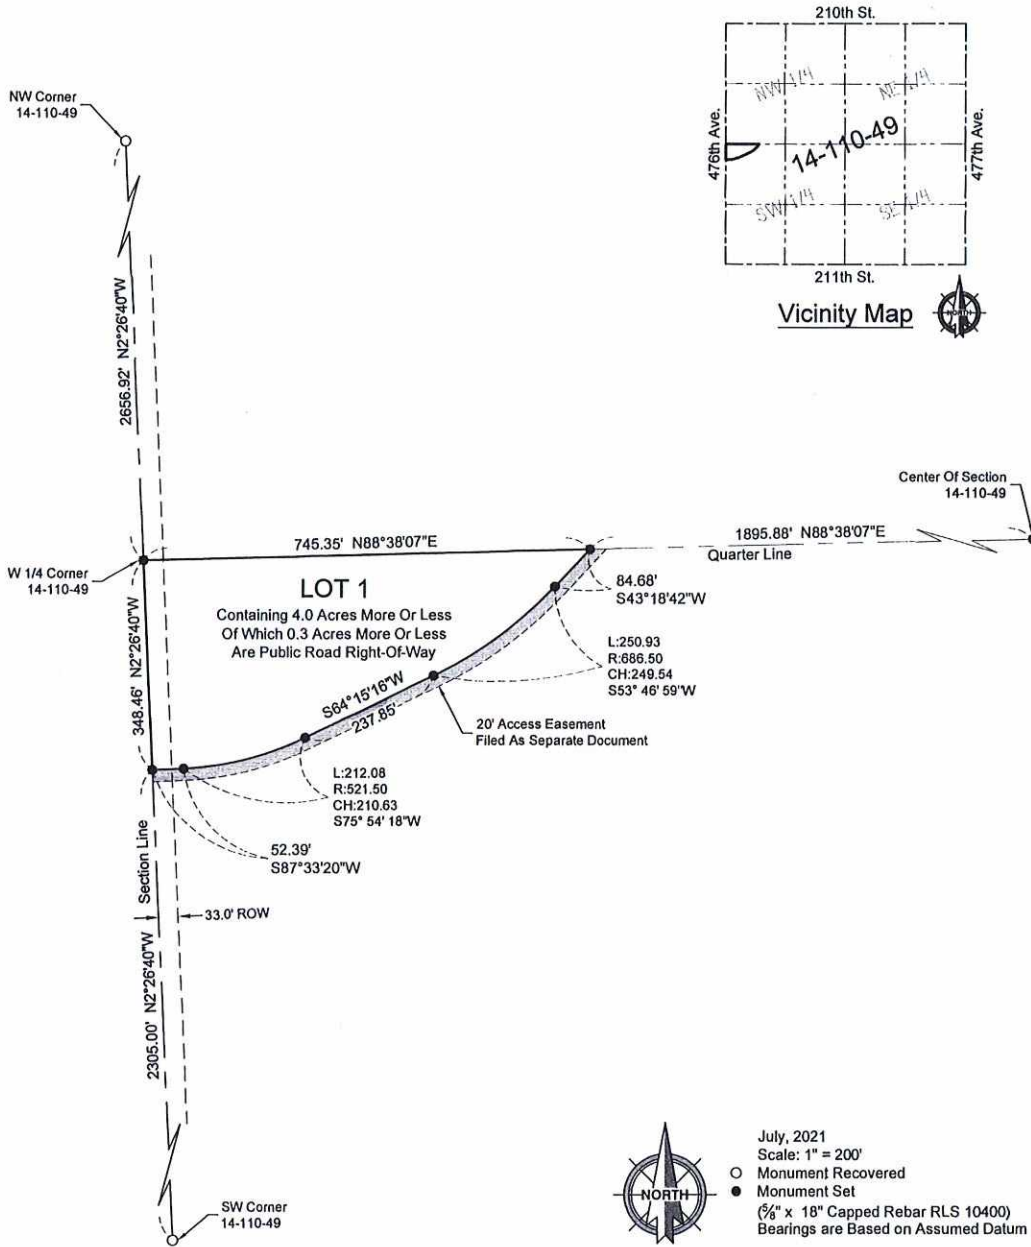 210th St.
NW 1/4
NE 1/4
476th Ave.
14-110-49
477th Ave.
SW 1/4
SE 1/4
211th St.
Vicinity Map
NORTH
NW Corner
14-110-49
2656.92' N2°26'40"W
Center Of Section
14-110-49
745.35' N88°38'07"E
1895.88' N88°38'07"E
Quarter Line
W 1/4 Corner
14-110-49
LOT 1
Containing 4.0 Acres More Or Less
Of Which 0.3 Acres More Or Less
Are Public Road Right-Of-Way
84.68'
S43°18'42"W
348.46' N2°26'40"W
L:250.93
R:686.50
CH:249.54
S53° 46' 59"W
S64°15'16"W
237.85'
20' Access Easement
Filed As Separate Document
L:212.08
R:521.50
CH:210.63
S75° 54' 18"W
52.39'
S87°33'20"W
Section Line
33.0' ROW
2305.00' N2°26'40"W
SW Corner
14-110-49
NORTH
July, 2021
Scale: 1" = 200'
Monument Recovered
Monument Set
(5/8" x 18" Capped Rebar RLS 10400)
Bearings are Based on Assumed Datum